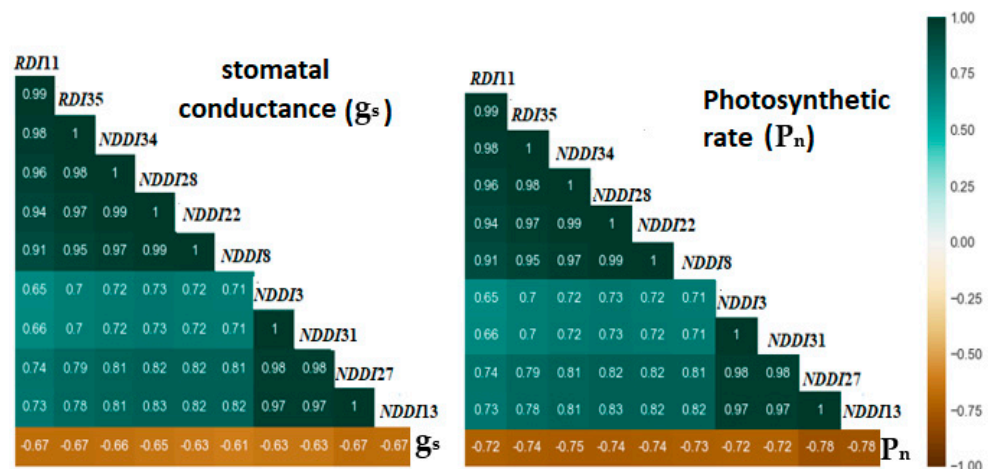 stomatal
conductance (gs)
RDI11
0.99 RDI35
0.98 1 NDDI34
0.96 0.98 1 NDDI28
0.94 0.97 0.99 1 NDDI22
0.91 0.95 0.97 0.99 1 NDDI8
0.65 0.7 0.72 0.73 0.72 0.71 NDDI3
0.66 0.7 0.72 0.73 0.72 0.71 1 NDDI31
0.74 0.79 0.81 0.82 0.82 0.81 0.98 0.98 NDDI27
0.73 0.78 0.81 0.83 0.82 0.82 0.97 0.97 1 NDDI13
-0.67 -0.67 -0.66 -0.65 -0.63 -0.61 -0.63 -0.63 -0.67 -0.67 gs
Photosynthetic
rate (Pn)
RDI11
0.99 RDI35
0.98 1 NDDI34
0.96 0.98 1 NDDI28
0.94 0.97 0.99 1 NDDI22
0.91 0.95 0.97 0.99 1 NDDI8
0.65 0.7 0.72 0.73 0.72 0.71 NDDI3
0.66 0.7 0.72 0.73 0.72 0.71 1 NDDI31
0.74 0.79 0.81 0.82 0.82 0.81 0.98 0.98 NDDI27
0.73 0.78 0.81 0.83 0.82 0.82 0.97 0.97 1 NDDI13
-0.72 -0.74 -0.75 -0.74 -0.74 -0.73 -0.72 -0.72 -0.78 -0.78 Pn
1.00
0.75
0.50
0.25
0.00
-0.25
-0.50
-0.75
-1.00